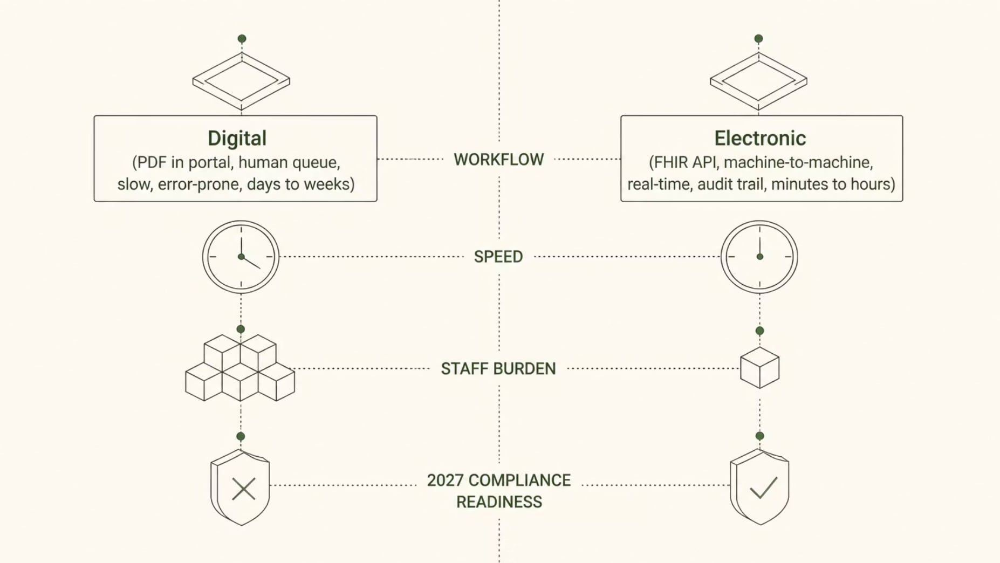 Digital
(PDF in portal, human queue,
slow, error-prone, days to weeks)
WORKFLOW
Electronic
(FHIR API, machine-to-machine,
real-time, audit trail, minutes to hours)
SPEED
STAFF BURDEN
2027 COMPLIANCE
READINESS